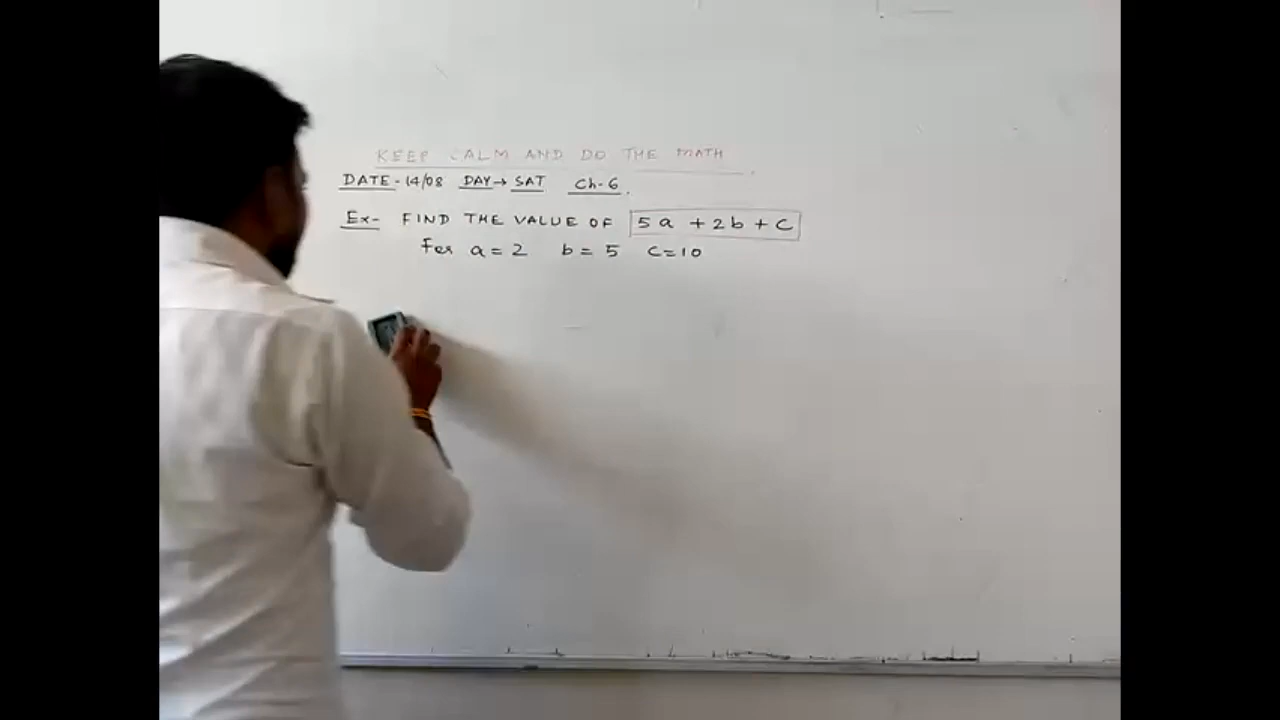 KEEP CALM AND DO THE MATH.
DATE-14/08 DAY→SAT Ch-6.
Ex- FIND THE VALUE OF 5a + 2b + c
for a = 2 b = 5 c=10